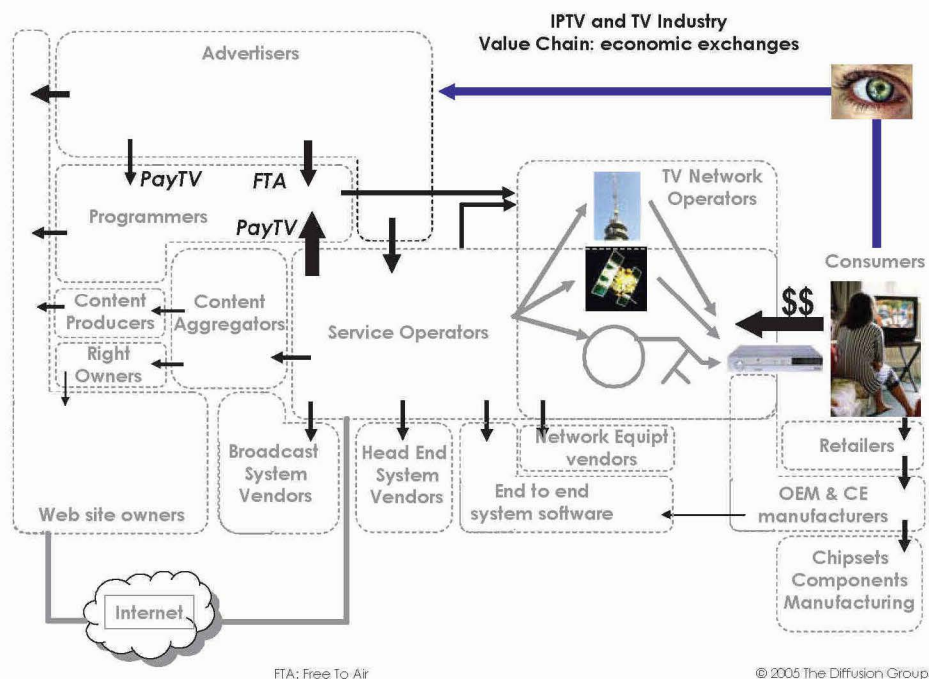 IPTV and TV Industry
Value Chain: economic exchanges
Advertisers
PayTV
FTA
Programmers
PayTV
TV Network
Operators
Consumers
$$
Content
Producers
Content
Aggregators
Service Operators
Right
Owners
Broadcast
System
Vendors
Head End
System
Vendors
Network Equipt
vendors
End to end
system software
Retailers
OEM & CE
manufacturers
Web site owners
Chipsets
Components
Manufacturing
Internet
FTA: Free To Air
© 2005 The Diffusion Group